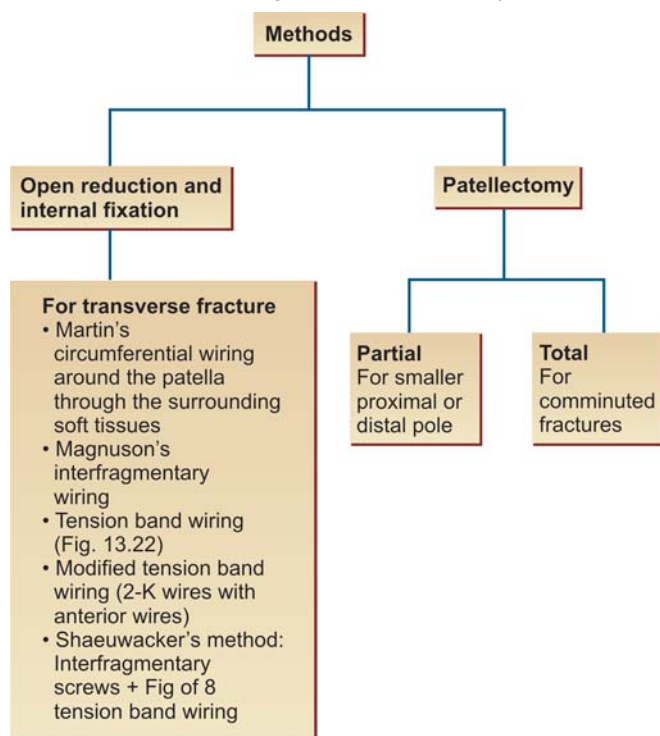 Methods
Open reduction and
internal fixation
Patellectomy
For transverse fracture
• Martin's
circumferential wiring
around the patella
through the surrounding
soft tissues
• Magnuson's
interfragmentary
wiring
• Tension band wiring
(Fig. 13.22)
• Modified tension band
wiring (2-K wires with
anterior wires)
• Shaeuwacker's method:
Interfragmentary
screws + Fig of 8
tension band wiring
Partial
For smaller
proximal or
distal pole
Total
For
comminuted
fractures